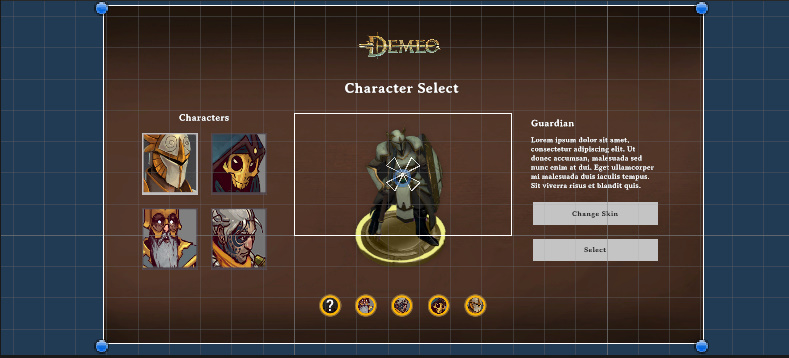 DEMEO
Character Select
Characters
Guardian
Lorem ipsum dolor sit amet,
consectetur adipiscing elit. Ut
donec accumsan, malesuada sed
nunc enim at dui. Eget ullamcorper
mi malesuada duis iaculis tempus.
Sit viverra risus et blandit quis.
Change Skin
Select
?